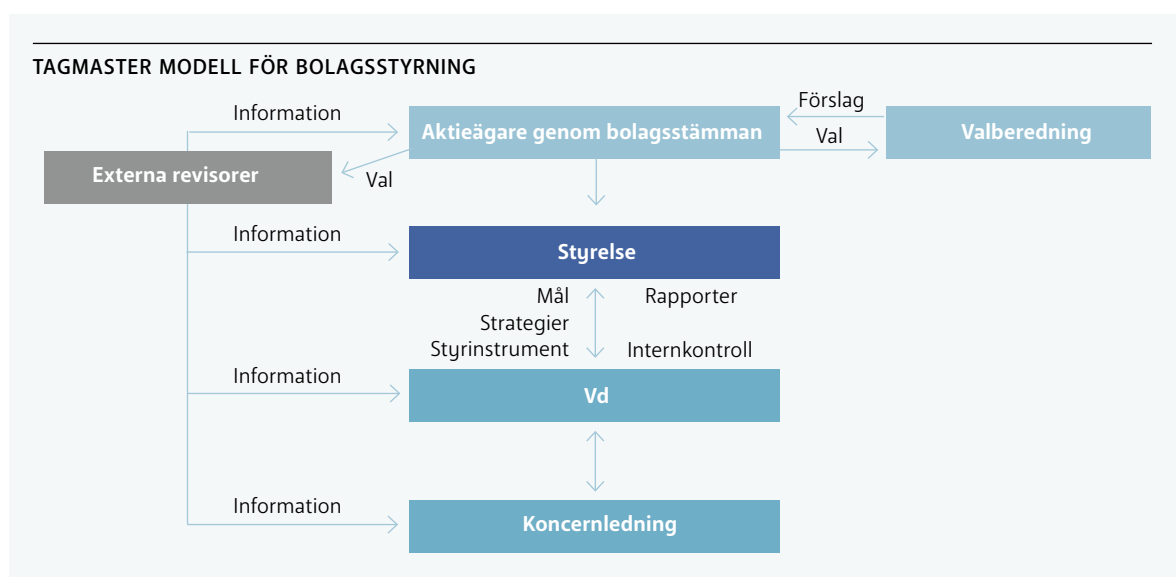 TAGMASTER MODELL FÖR BOLAGSSTYRNING
Information
Aktieägare genom bolagsstämman
Förslag
Val
Valberedning
Externa revisorer
Val
Information
Styrelse
Mål
Strategier
Styrinstrument
Rapporter
Internkontroll
Information
Vd
Information
Koncernledning